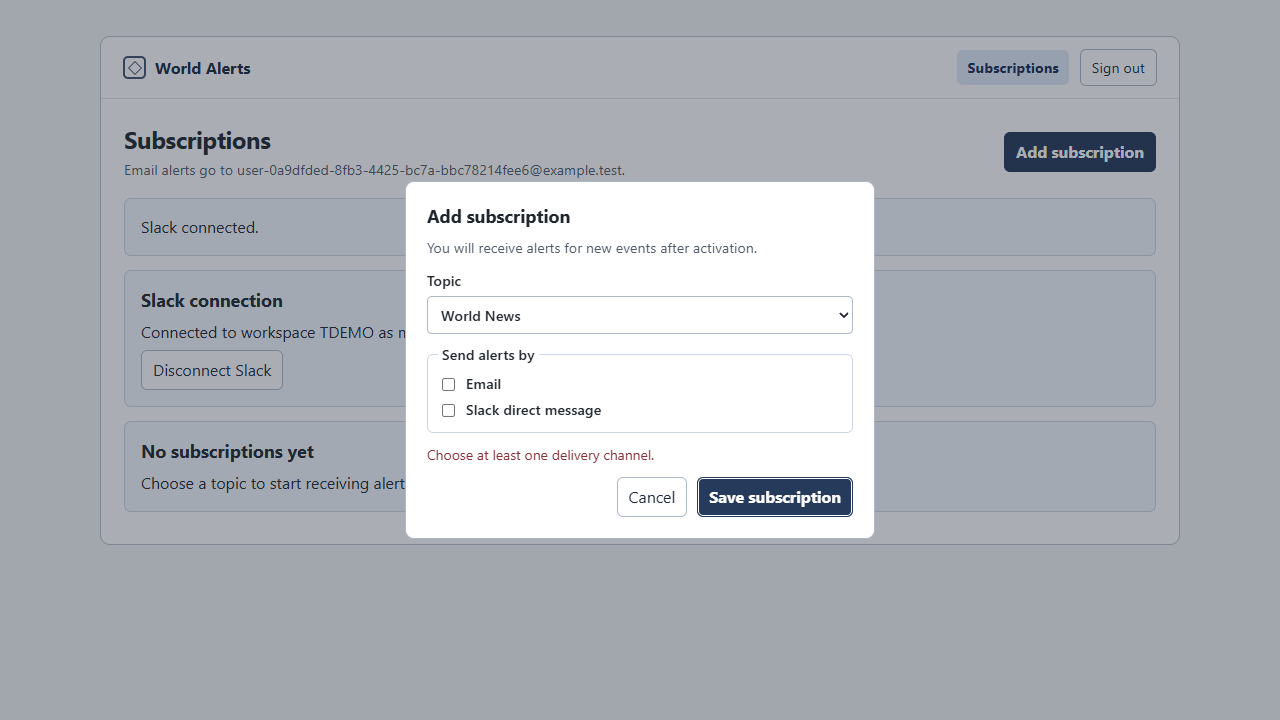 World Alerts
Subscriptions
Sign out
Subscriptions
Email alerts go to user-0a9dfded-8fb3-4425-bc7a-bbc78214fee6@example.test.
Add subscription
Slack connected.
Slack connection
Connected to workspace TDEMO as
Disconnect Slack
No subscriptions yet
Choose a topic to start receiving
Add subscription
You will receive alerts for new events after activation.
Topic
World News
Send alerts by
Email
Slack direct message
Choose at least one delivery channel.
Cancel
Save subscription